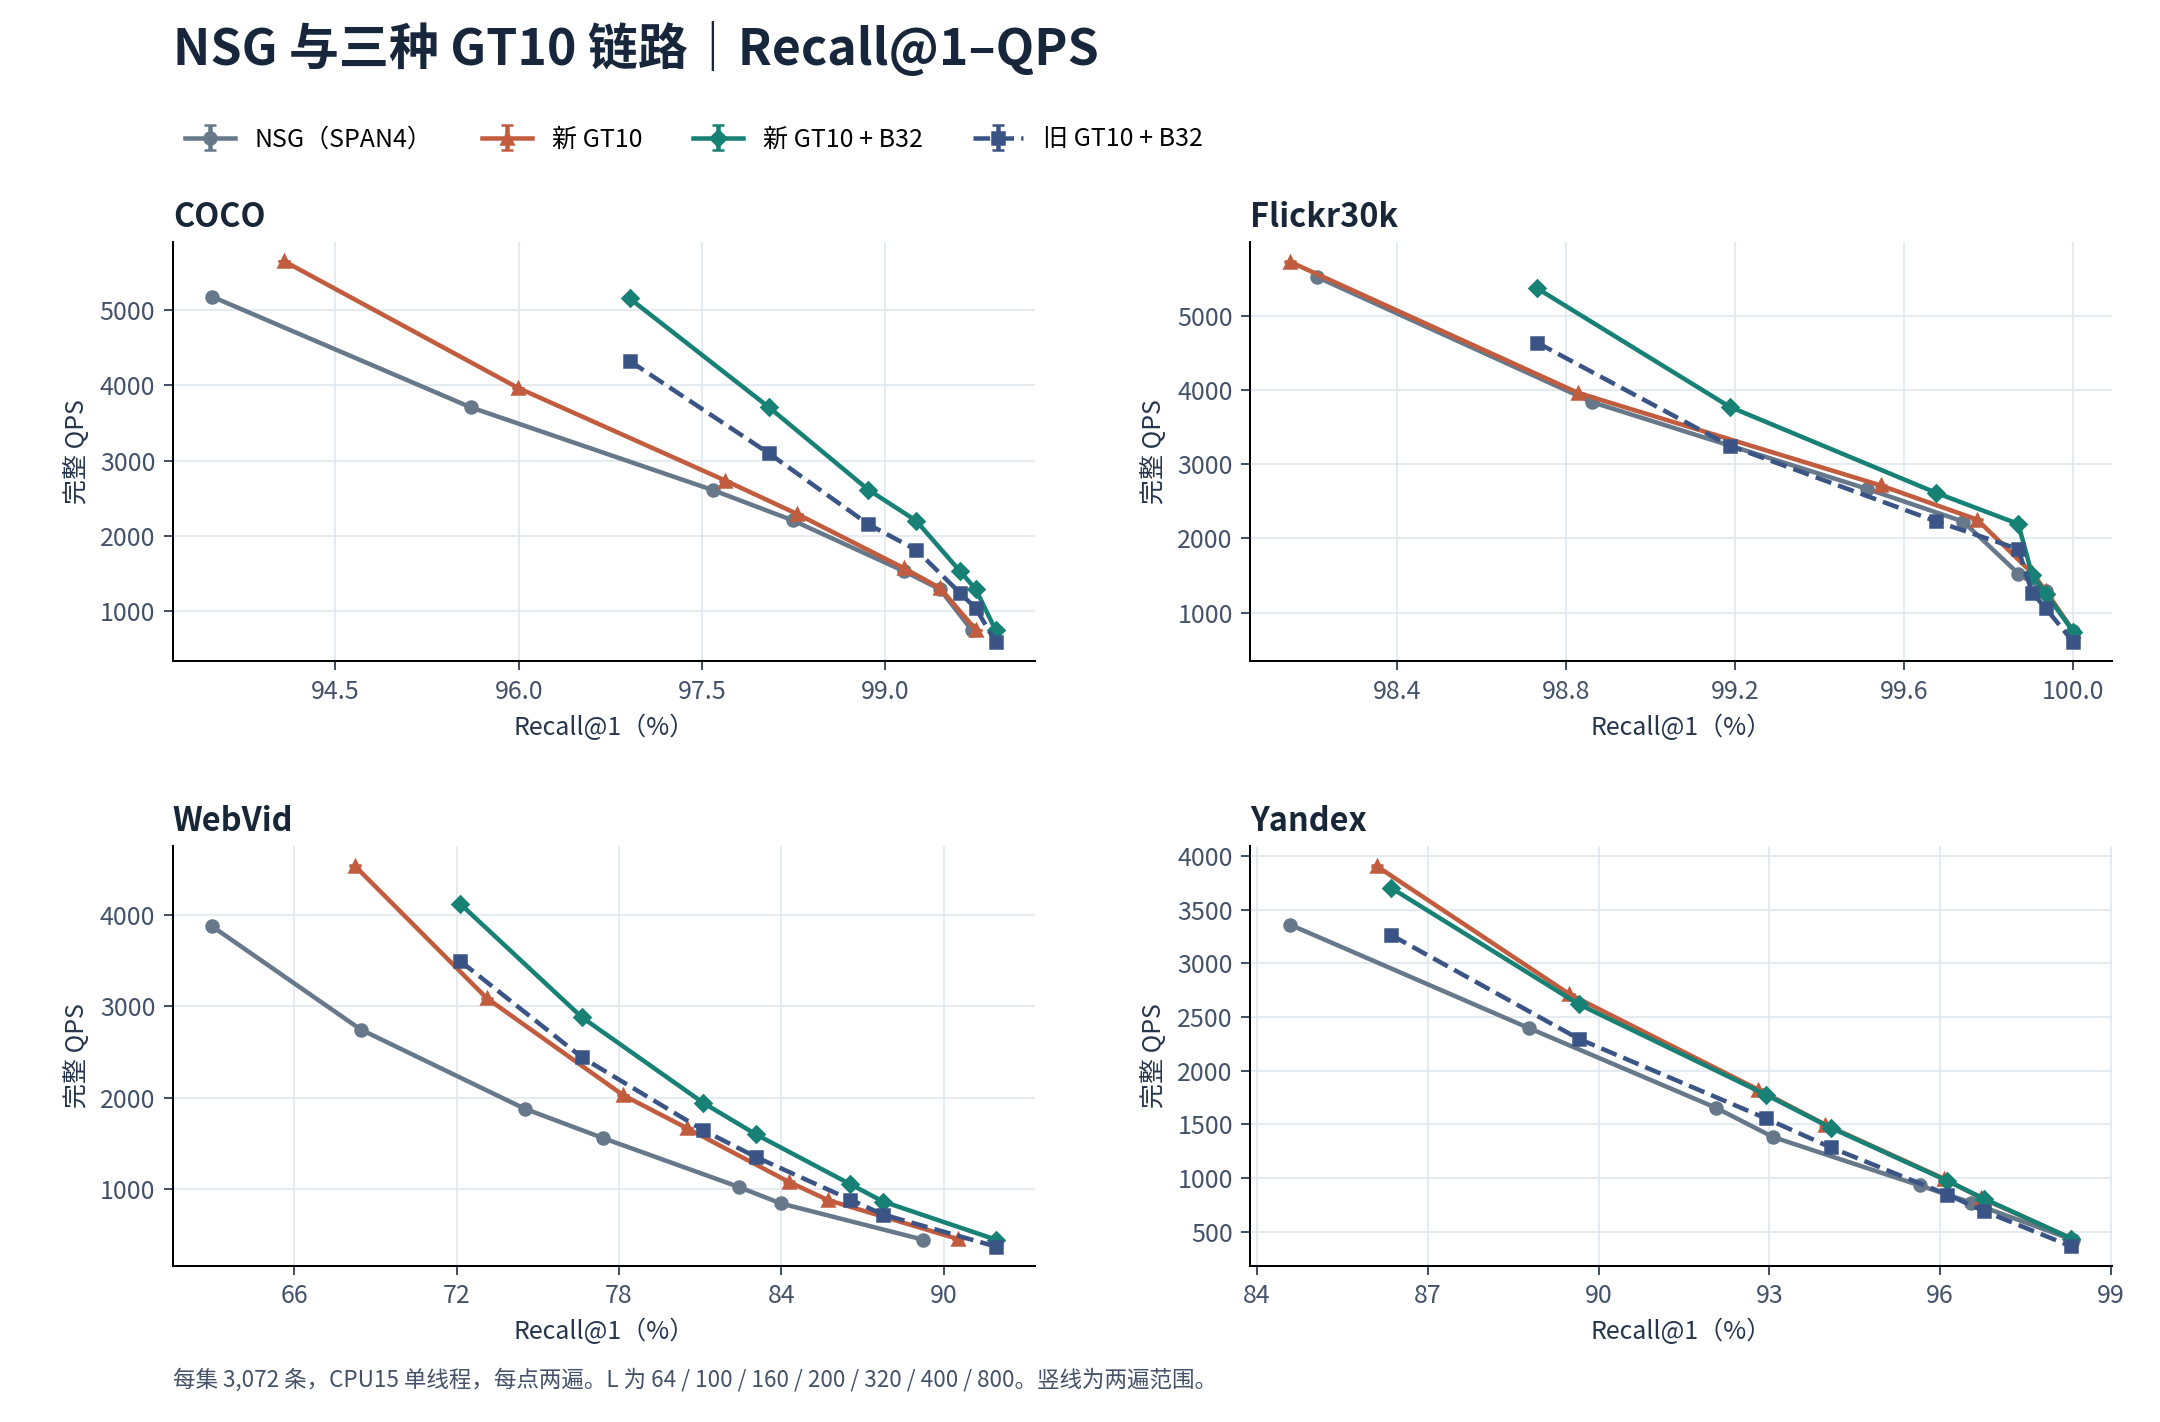 NSG 与三种 GT10 链路｜Recall@1–QPS
NSG（SPAN4）
新 GT10
新 GT10 + B32
旧 GT10 + B32
COCO
完整 QPS
5000
4000
3000
2000
1000
94.5
96.0
97.5
99.0
Recall@1（%）
Flickr30k
完整 QPS
5000
4000
3000
2000
1000
98.4
98.8
99.2
99.6
100.0
Recall@1（%）
WebVid
完整 QPS
4000
3000
2000
1000
66
72
78
84
90
Recall@1（%）
Yandex
完整 QPS
4000
3500
3000
2500
2000
1500
1000
500
84
87
90
93
96
99
Recall@1（%）
每集 3,072 条，CPU15 单线程，每点两遍。L 为 64 / 100 / 160 / 200 / 320 / 400 / 800。竖线为两遍范围。